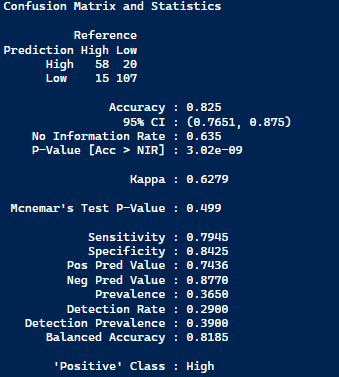 Confusion Matrix and Statistics
Reference
Prediction High Low
High 58 20
Low 15 107
Accuracy : 0.825
95% CI : (0.7651, 0.875)
No Information Rate : 0.635
P-Value [Acc > NIR] : 3.02e-09
Kappa : 0.6279
Mcnemar's Test P-Value : 0.499
Sensitivity : 0.7945
Specificity : 0.8425
Pos Pred Value : 0.7436
Neg Pred Value : 0.8770
Prevalence : 0.3650
Detection Rate : 0.2900
Detection Prevalence : 0.3900
Balanced Accuracy : 0.8185
'Positive' Class : High